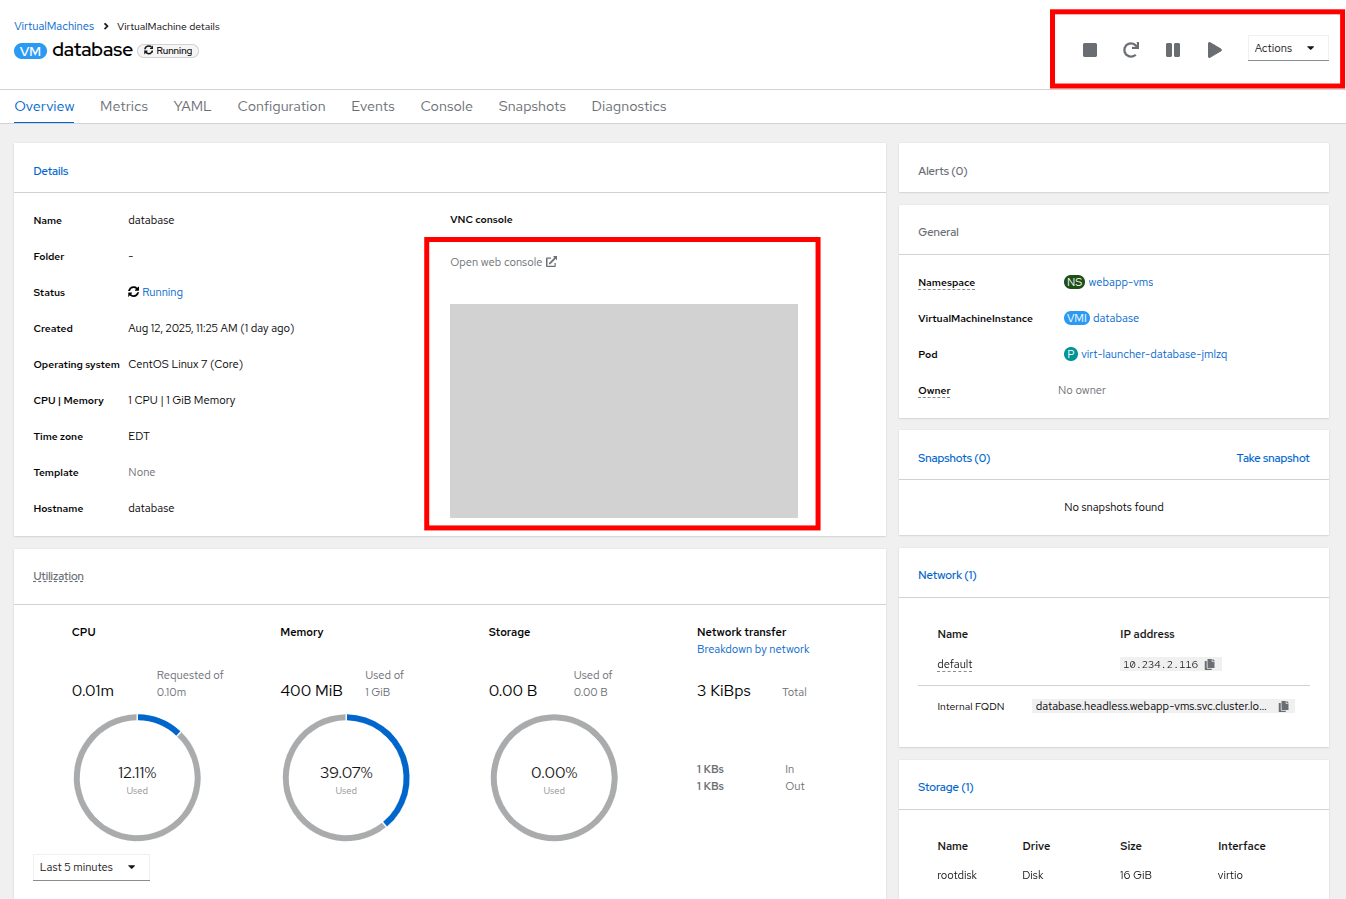 VirtualMachines > VirtualMachine details
VM database Running
Actions
Overview Metrics YAML Configuration Events Console Snapshots Diagnostics
Details
Name database
Folder -
Status Running
Created Aug 12, 2025, 11:25 AM (1 day ago)
Operating system CentOS Linux 7 (Core)
CPU | Memory 1 CPU | 1 GiB Memory
Time zone EDT
Template None
Hostname database
VNC console
Open web console
Utilization
CPU
0.01m
Requested of
0.10m
12.11%
Used
Memory
400 MiB
Used of
1 GiB
39.07%
Used
Storage
0.00 B
Used of
0.00 B
0.00%
Used
Network transfer
Breakdown by network
3 KiBps Total
1 KBs In
1 KBs Out
Last 5 minutes
Alerts (0)
General
Namespace NS webapp-vms
VirtualMachineInstance VMI database
Pod P virt-launcher-database-jmlzq
Owner No owner
Snapshots (0) Take snapshot
No snapshots found
Network (1)
Name IP address
default 10.234.2.116
Internal FQDN database.headless.webapp-vms.svc.cluster.lo...
Storage (1)
Name Drive Size Interface
rootdisk Disk 16 GiB virtio